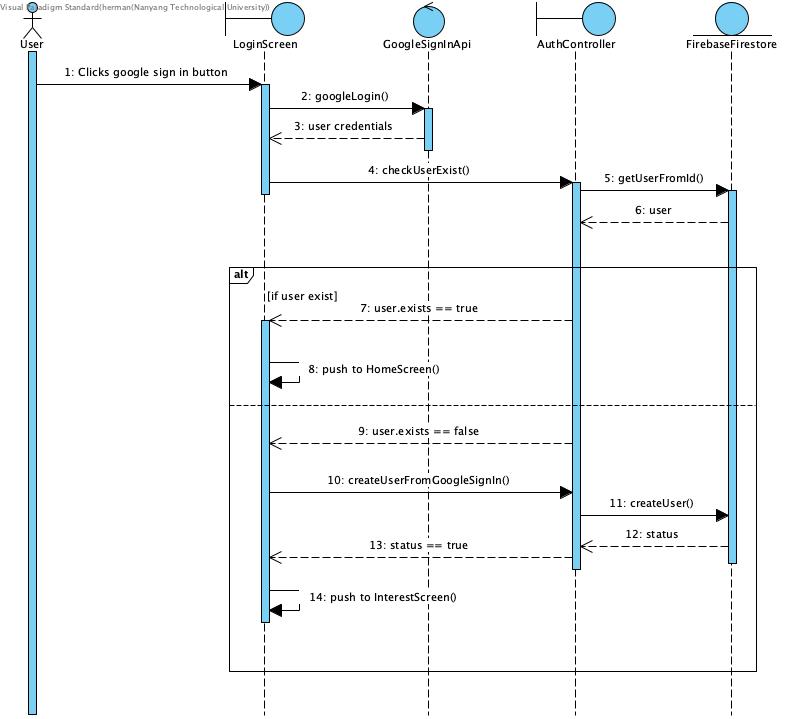 Visual Paradigm Standard(herman(Nanyang Technological University))
User
LoginScreen
GoogleSignInApi
AuthController
FirebaseFirestore
1: Clicks google sign in button
2: googleLogin()
3: user credentials
4: checkUserExist()
5: getUserFromId()
6: user
alt
[if user exist]
7: user.exists == true
8: push to HomeScreen()
9: user.exists == false
10: createUserFromGoogleSignIn()
11: createUser()
12: status
13: status == true
14: push to InterestScreen()